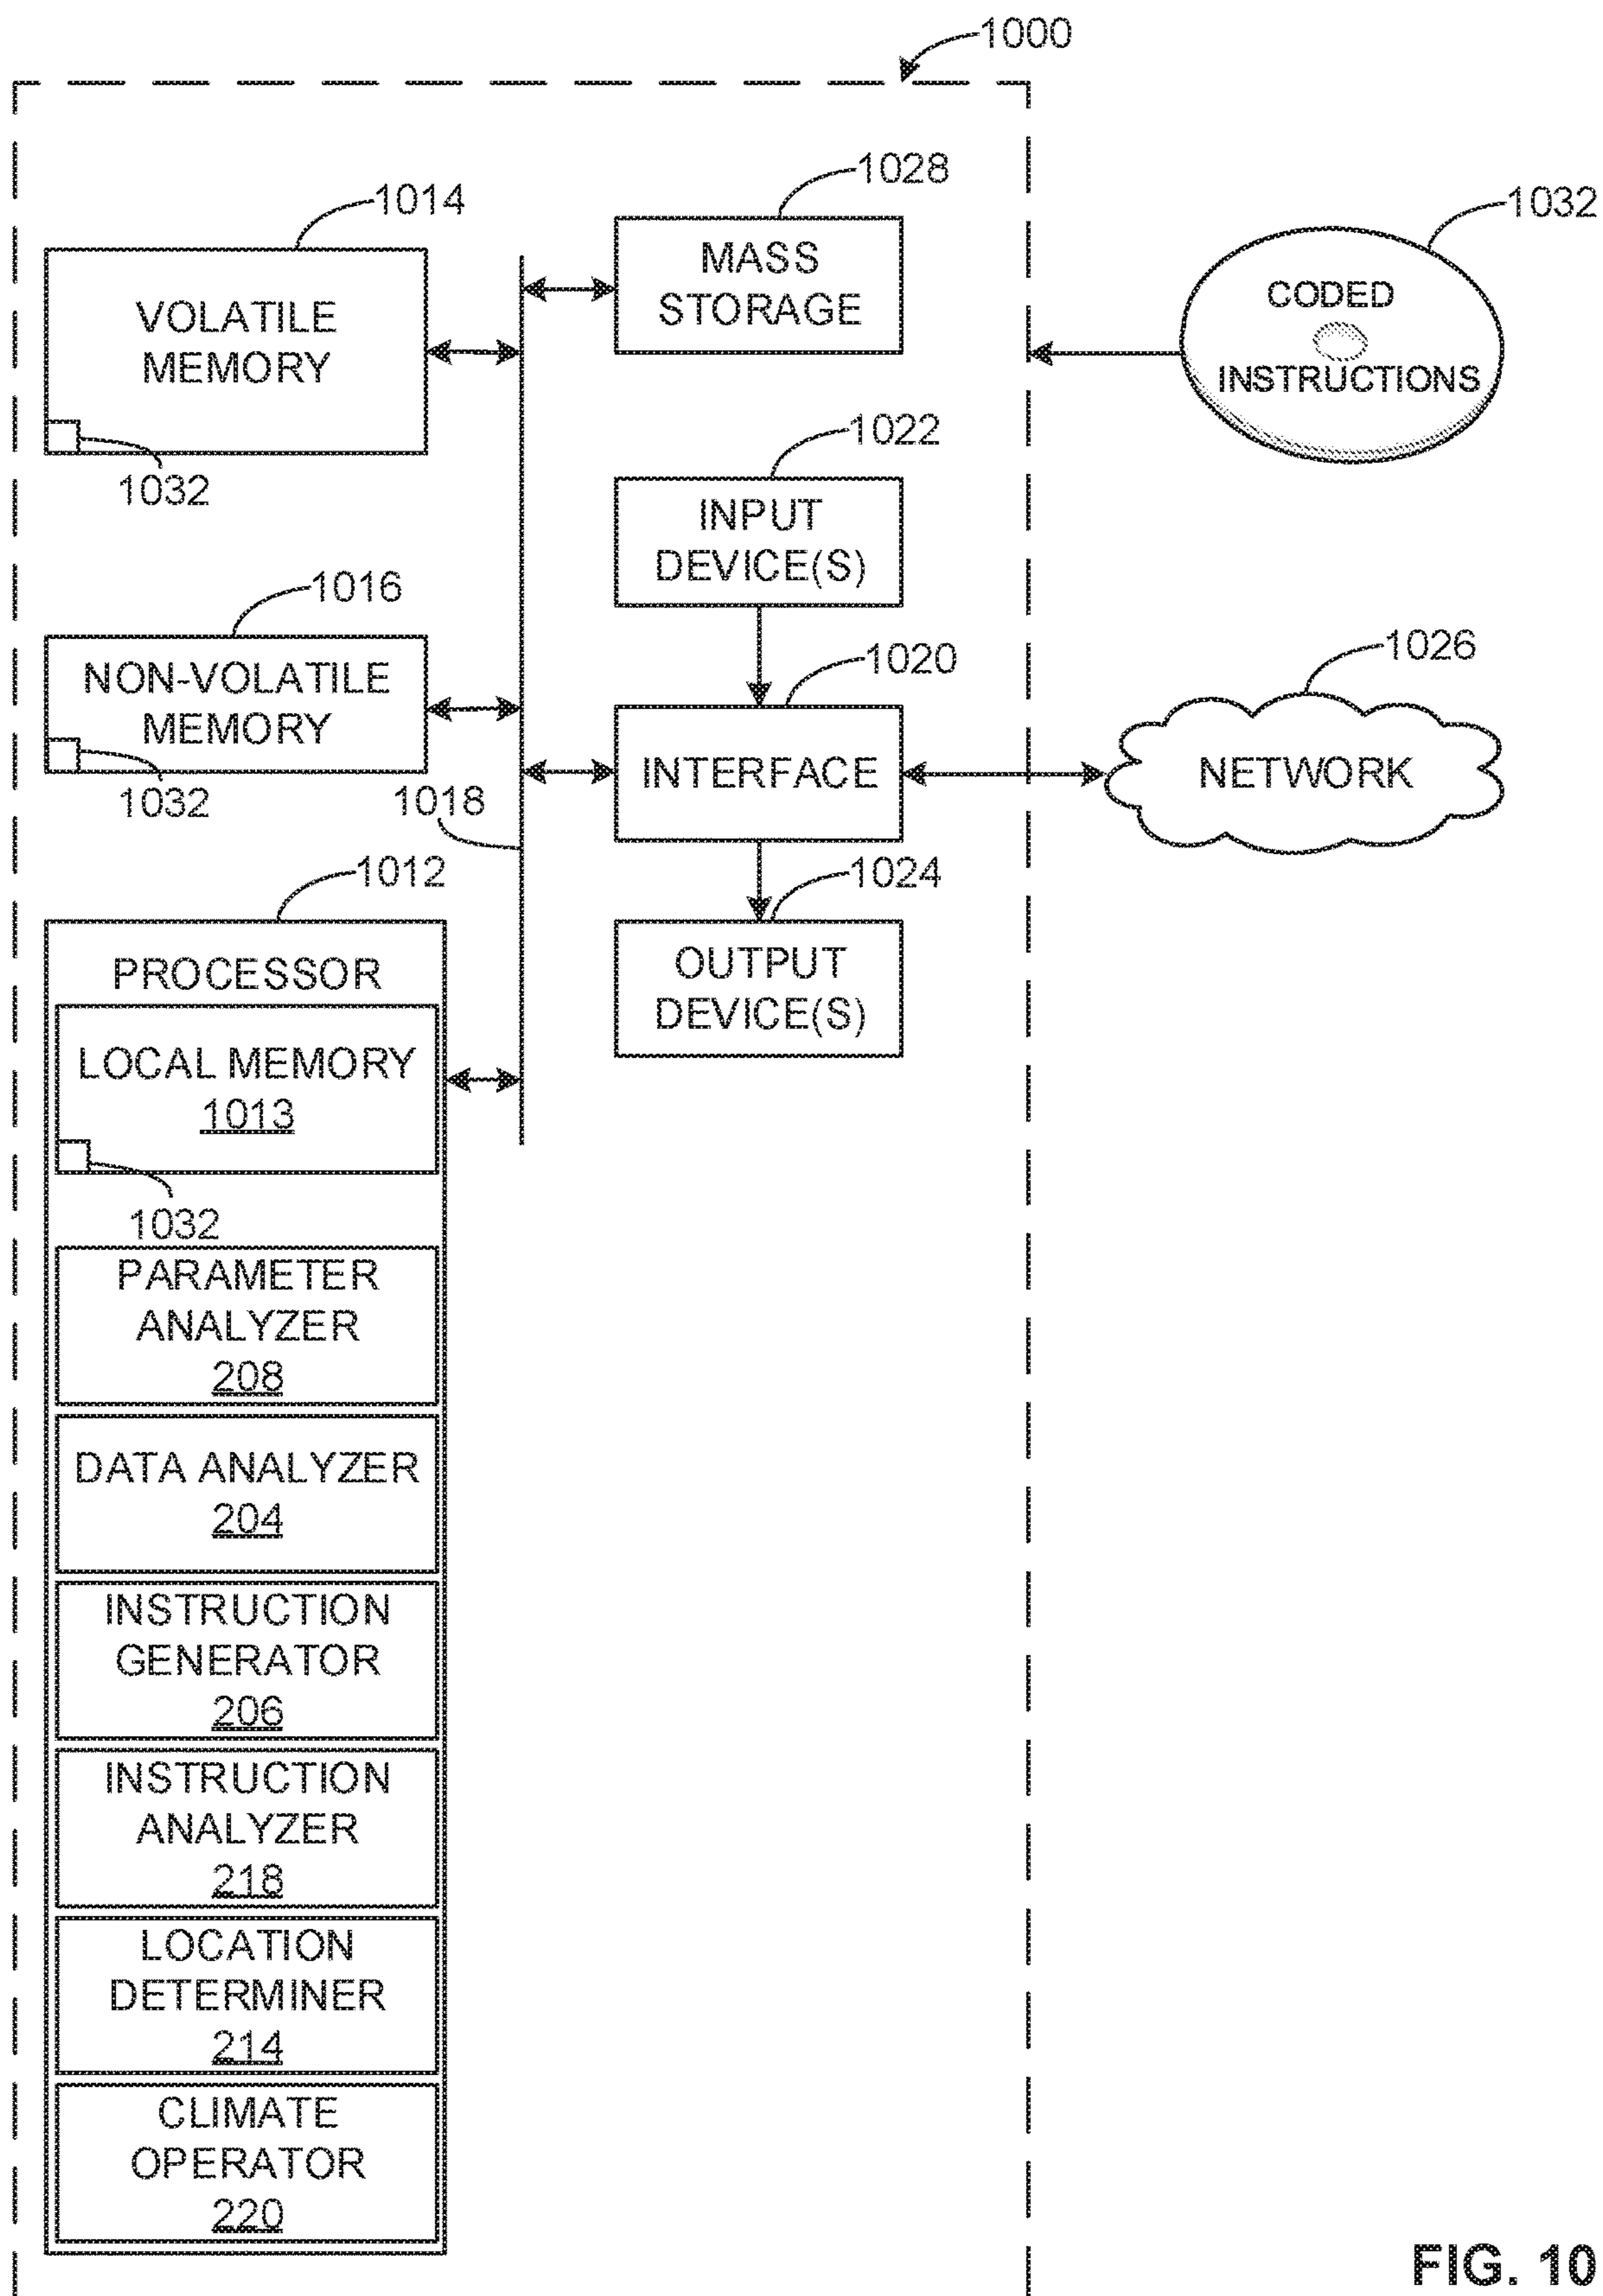 1000
1014
VOLATILE
MEMORY
1032
1028
MASS
STORAGE
1032
CODED
INSTRUCTIONS
1022
INPUT
DEVICE(S)
1016
NON-VOLATILE
MEMORY
1032
1018
1020
INTERFACE
1026
NETWORK
1024
OUTPUT
DEVICE(S)
1012
PROCESSOR
LOCAL MEMORY
1013
1032
PARAMETER
ANALYZER
208
DATA ANALYZER
204
INSTRUCTION
GENERATOR
206
INSTRUCTION
ANALYZER
218
LOCATION
DETERMINER
214
CLIMATE
OPERATOR
220
FIG. 10